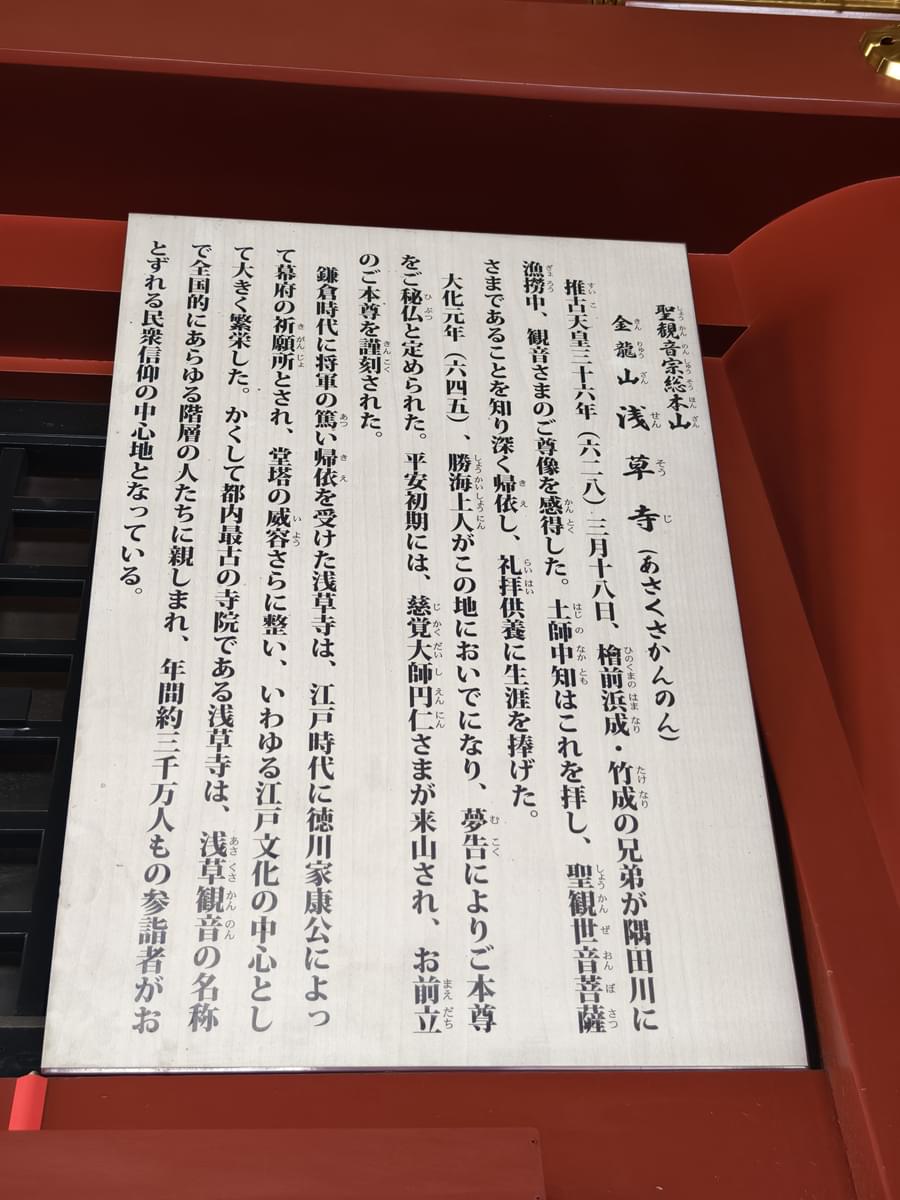 聖観音宗総本山
金龍山 浅草寺（あさくさかんのん）
推古天皇三十六年（六二八）三月十八日、檜前浜成・竹成の兄弟が隅田川に
漁撈中、観音さまのご尊像を感得した。土師中知はこれを拝し、聖観世音菩薩
さまであることを知り深く帰依し、礼拝供養に生涯を捧げた。
大化元年（六四五）、勝海上人がこの地においでになり、夢告によりご本尊
をご秘仏と定められた。平安初期には、慈覚大師円仁さまが来山され、お前立
のご本尊を謹刻された。
鎌倉時代に将軍の篤い帰依を受けた浅草寺は、江戸時代に徳川家康公によっ
て幕府の祈願所とされ、堂塔の威容さらに整い、いわゆる江戸文化の中心とし
て大きく繁栄した。かくして都内最古の寺院である浅草寺は、浅草観音の名称
で全国的にあらゆる階層の人たちに親しまれ、年間約三千万人もの参詣者がお
とずれる民衆信仰の中心地となっている。